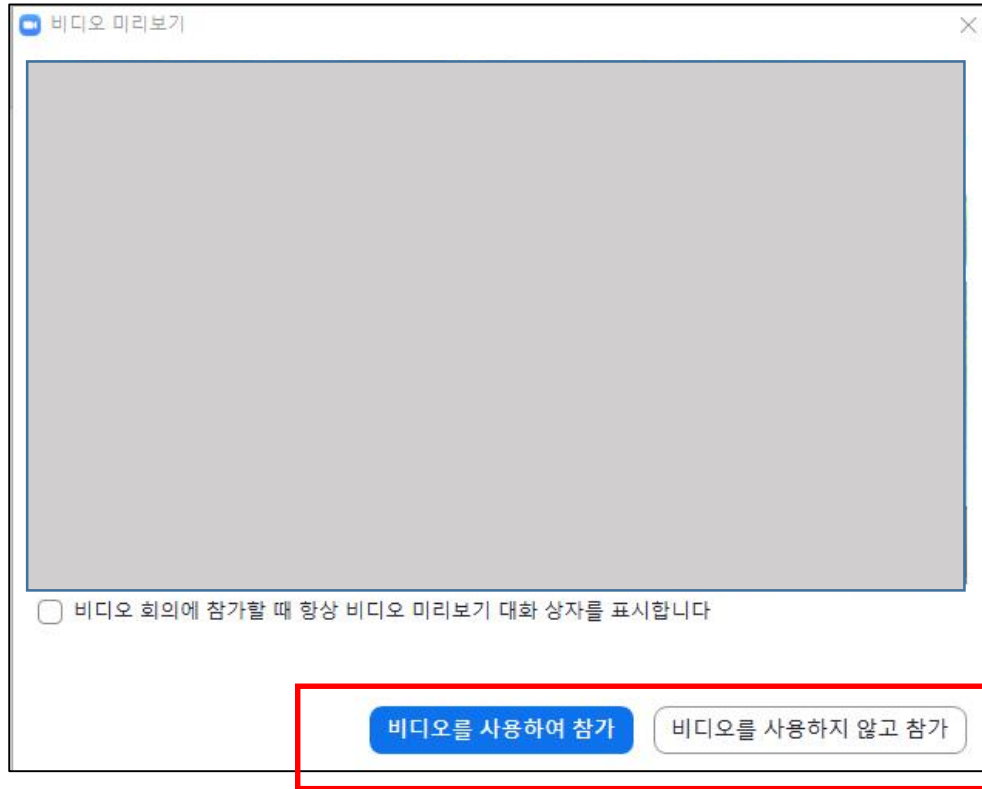 비디오 미리보기
비디오 회의에 참가할 때 항상 비디오 미리보기 대화 상자를 표시합니다
비디오를 사용하여 참가 비디오를 사용하지 않고 참가